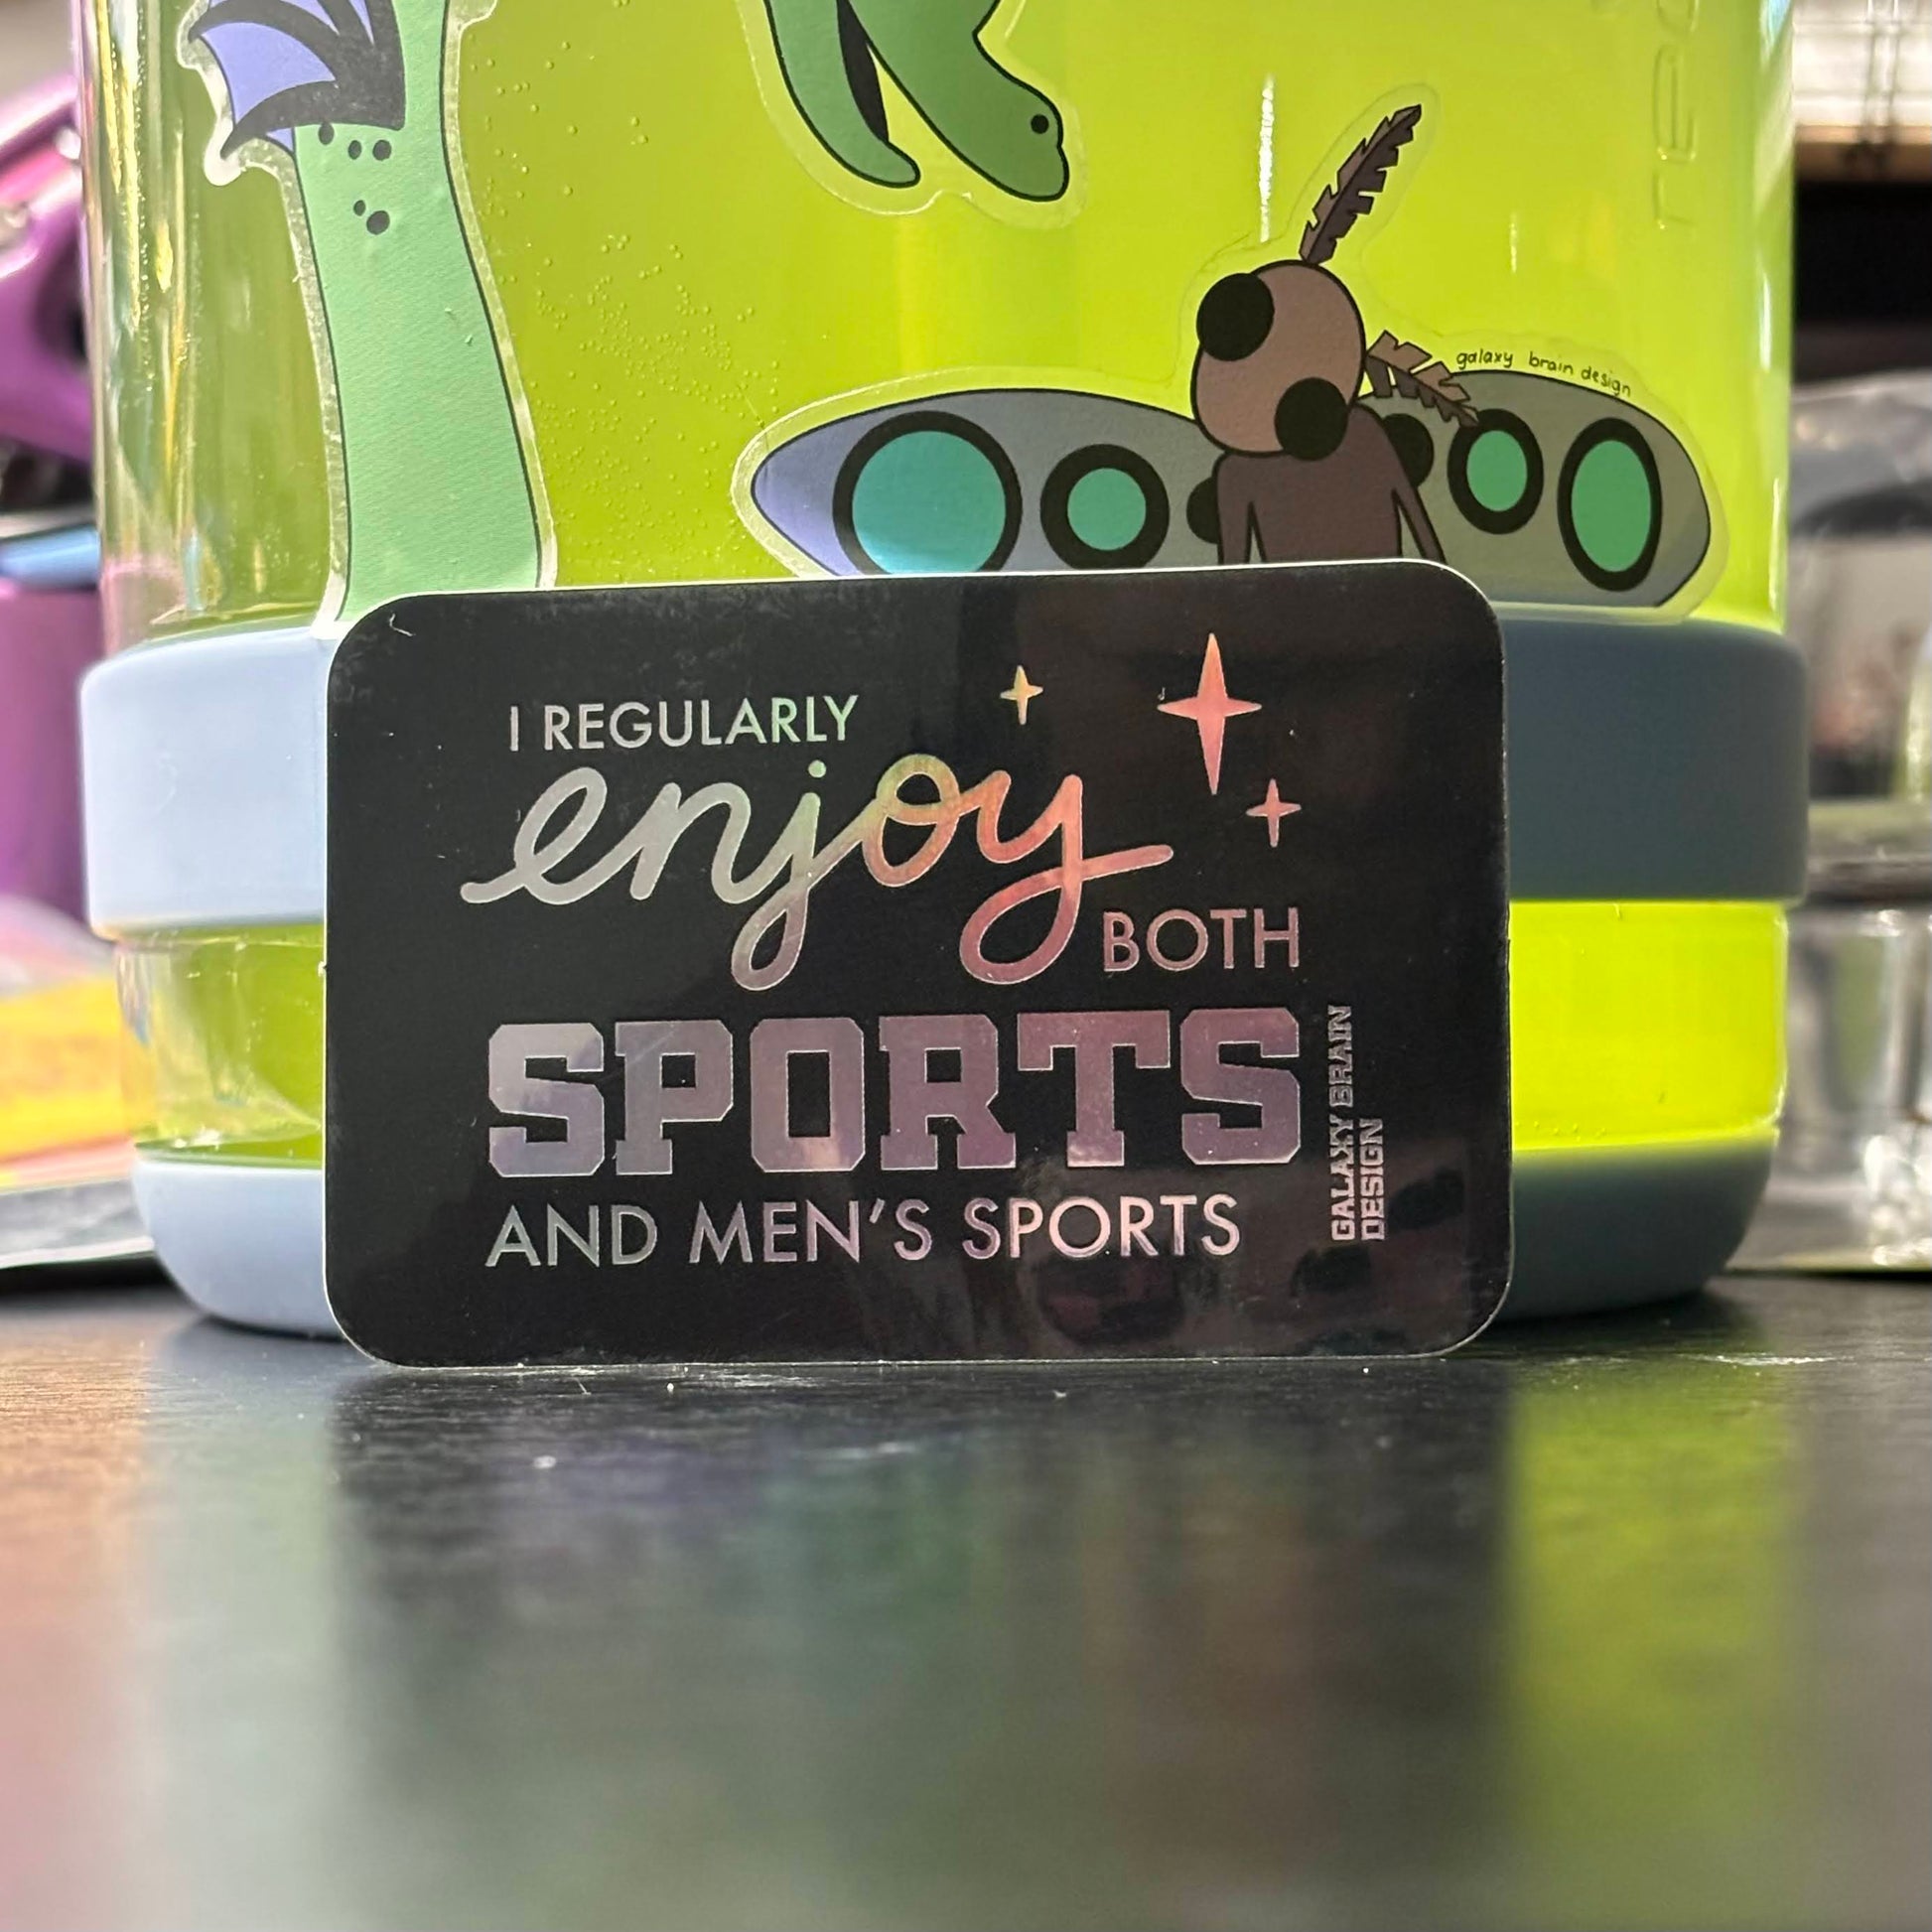 galaxy brain design
I REGULARLY
enjoy
BOTH
SPORTS
AND MEN'S SPORTS
GALAXY BRAIN
DESIGN